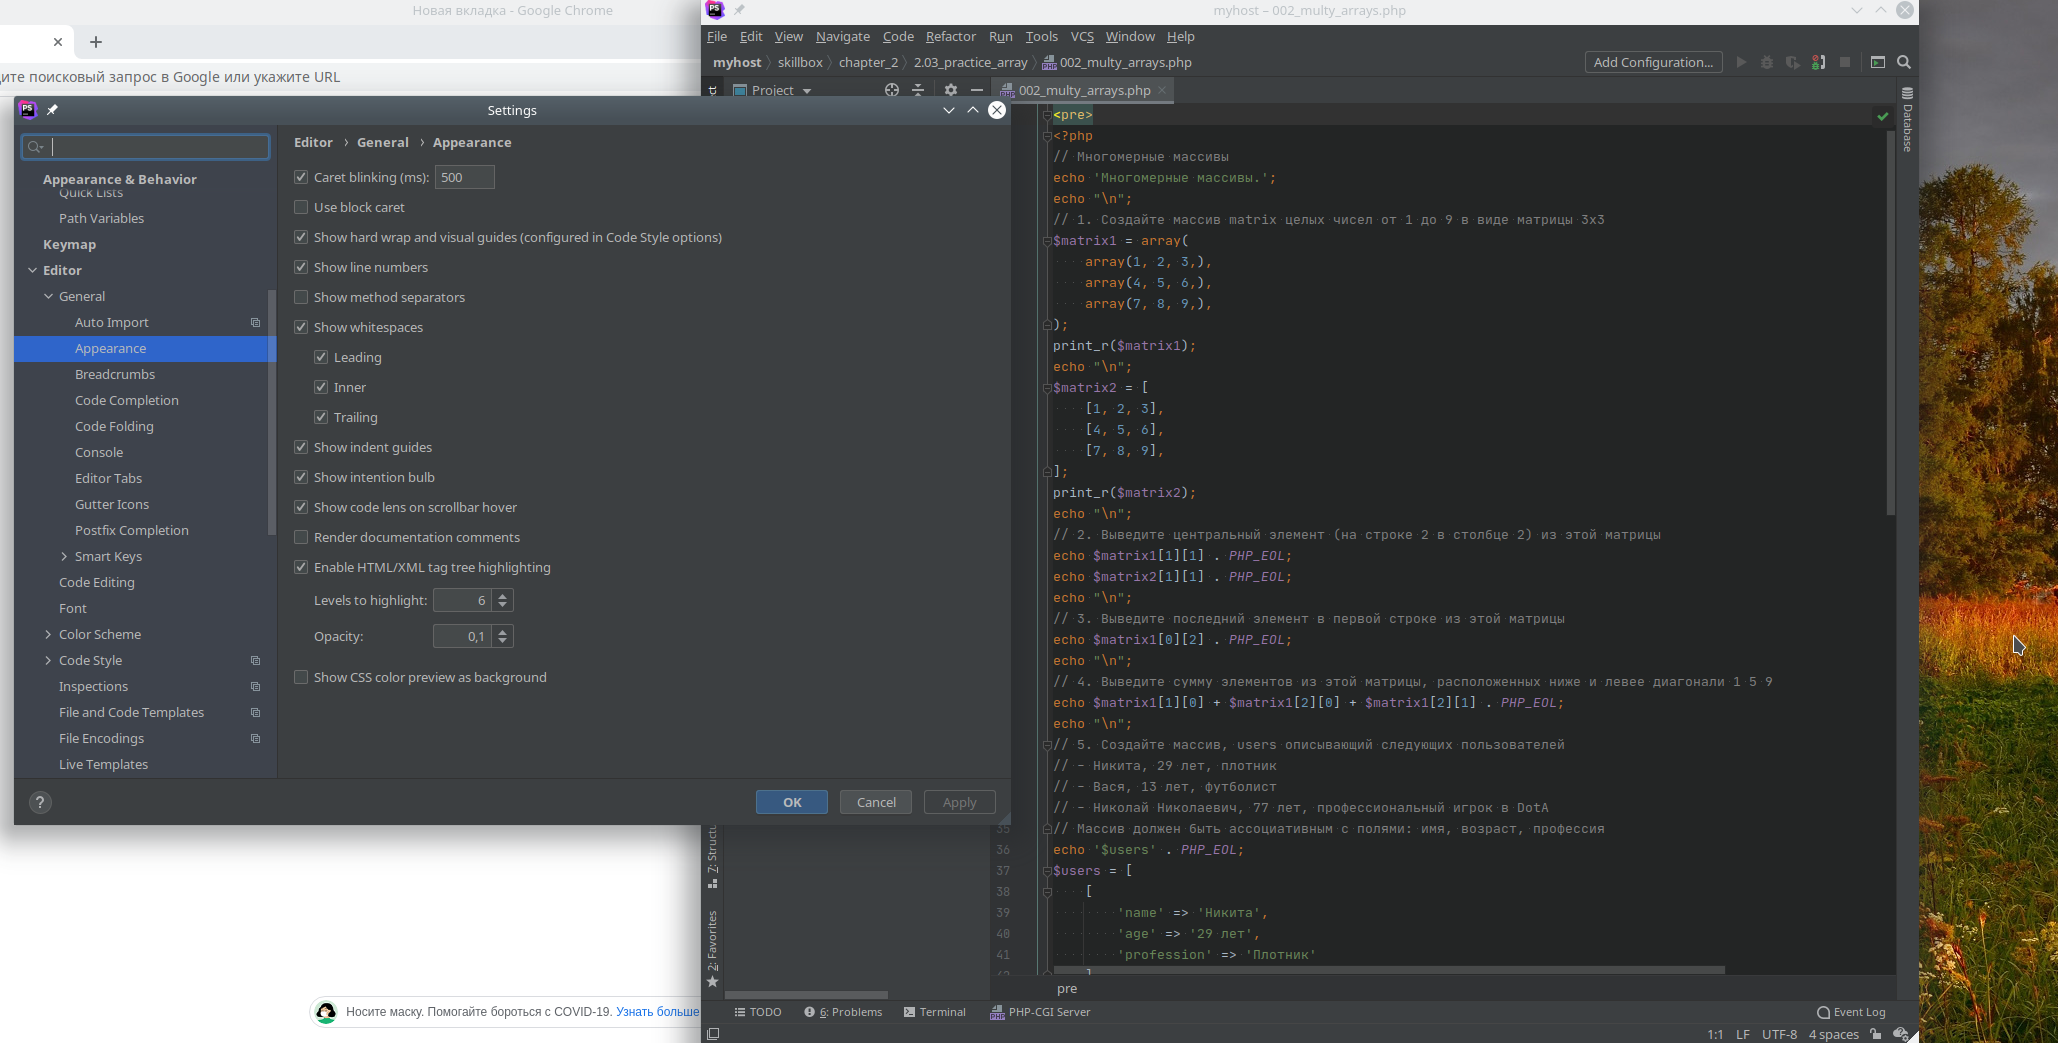 Новая вкладка - Google Chrome
ите поисковый запрос в Google или укажите URL
myhost – 002_multy_arrays.php
File Edit View Navigate Code Refactor Run Tools VCS Window Help
myhost skillbox chapter_2 2.03_practice_array 002_multy_arrays.php
Add Configuration...
Project
002_multy_arrays.php
Database
Settings
Appearance & Behavior
Quick Lists
Path Variables
Keymap
Editor
General
Auto Import
Appearance
Breadcrumbs
Code Completion
Code Folding
Console
Editor Tabs
Gutter Icons
Postfix Completion
Smart Keys
Code Editing
Font
Color Scheme
Code Style
Inspections
File and Code Templates
File Encodings
Live Templates
Editor › General › Appearance
Caret blinking (ms): 500
Use block caret
Show hard wrap and visual guides (configured in Code Style options)
Show line numbers
Show method separators
Show whitespaces
Leading
Inner
Trailing
Show indent guides
Show intention bulb
Show code lens on scrollbar hover
Render documentation comments
Enable HTML/XML tag tree highlighting
Levels to highlight: 6
Opacity: 0,1
Show CSS color preview as background
?
OK
Cancel
Apply
<pre>
<?php
// Многомерные массивы
echo 'Многомерные массивы.';
echo "\n";
// 1. Создайте массив matrix целых чисел от 1 до 9 в виде матрицы 3х3
$matrix1 = array(
array(1, 2, 3,),
array(4, 5, 6,),
array(7, 8, 9,),
);
print_r($matrix1);
echo "\n";
$matrix2 = [
[1, 2, 3],
[4, 5, 6],
[7, 8, 9],
];
print_r($matrix2);
echo "\n";
// 2. Выведите центральный элемент (на строке 2 в столбце 2) из этой матрицы
echo $matrix1[1][1] . PHP_EOL;
echo $matrix2[1][1] . PHP_EOL;
echo "\n";
// 3. Выведите последний элемент в первой строке из этой матрицы
echo $matrix1[0][2] . PHP_EOL;
echo "\n";
// 4. Выведите сумму элементов из этой матрицы, расположенных ниже и левее диагонали 1 5 9
echo $matrix1[1][0] + $matrix1[2][0] + $matrix1[2][1] . PHP_EOL;
echo "\n";
// 5. Создайте массив, users описывающий следующих пользователей
// - Никита, 29 лет, плотник
// - Вася, 13 лет, футболист
// - Николай Николаевич, 77 лет, профессиональный игрок в DotA
35 // Массив должен быть ассоциативным с полями: имя, возраст, профессия
36 echo '$users' . PHP_EOL;
37 $users = [
38 [
39 'name' => 'Никита',
40 'age' => '29 лет',
41 'profession' => 'Плотник'
pre
2: Favorites
Носите маску. Помогайте бороться с COVID-19. Узнать больше
TODO 6: Problems Terminal PHP-CGI Server Event Log
1:1 LF UTF-8 4 spaces